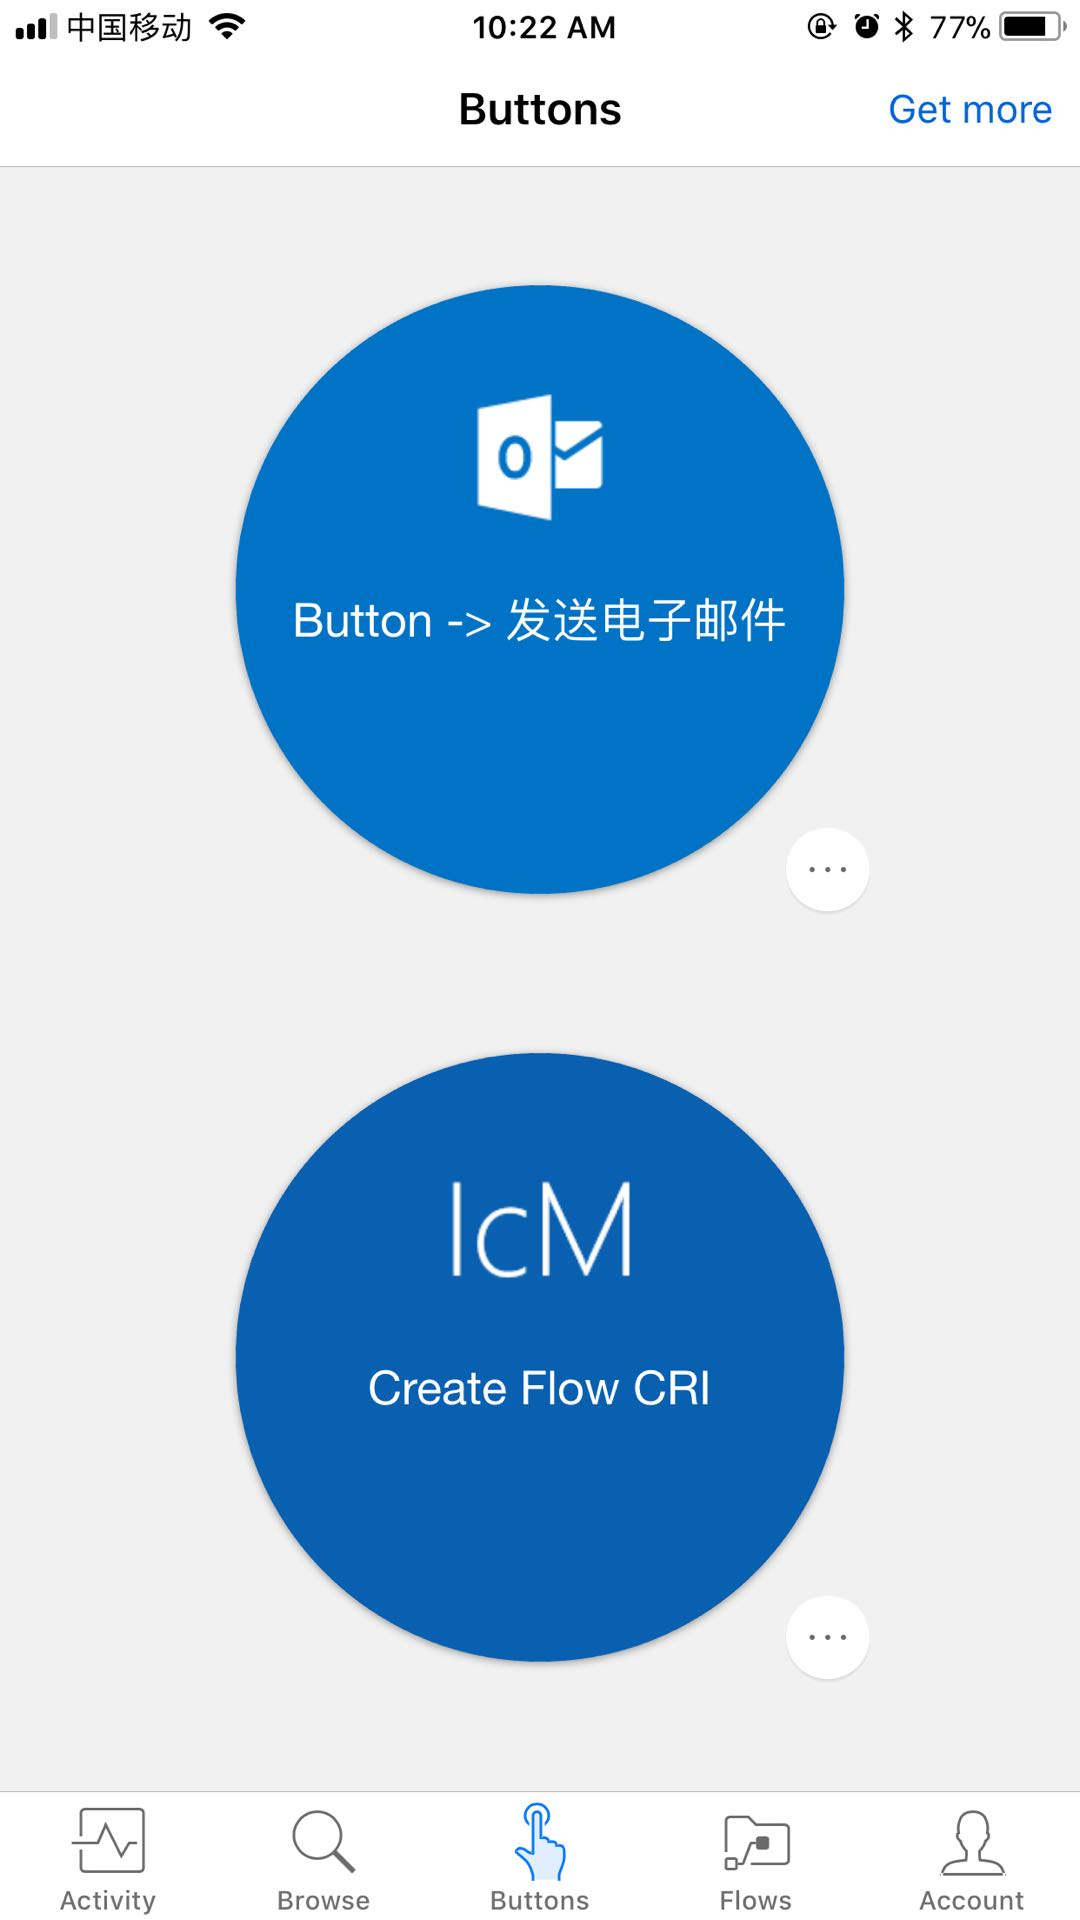 中国移动
10:22 AM
77%
Buttons
Get more
Button -> 发送电子邮件
IcM
Create Flow CRI
Activity
Browse
Buttons
Flows
Account